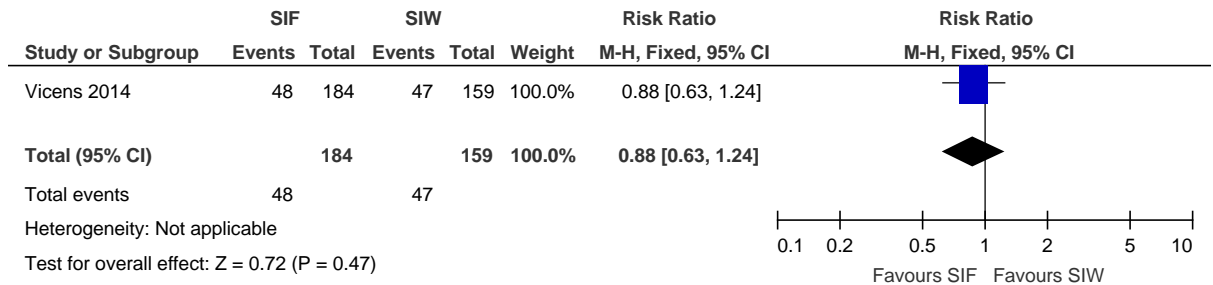 SIF SIW Risk Ratio Risk Ratio
Study or Subgroup Events Total Events Total Weight M-H, Fixed, 95% CI M-H, Fixed, 95% CI
Vicens 2014 48 184 47 159 100.0% 0.88 [0.63, 1.24]
Total (95% CI) 184 159 100.0% 0.88 [0.63, 1.24]
Total events 48 47
Heterogeneity: Not applicable
Test for overall effect: Z = 0.72 (P = 0.47)
0.1 0.2 0.5 1 2 5 10
Favours SIF Favours SIW